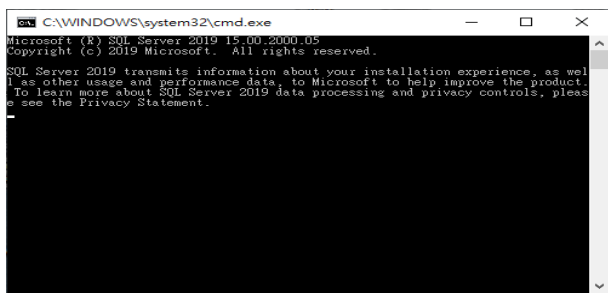 C:\WINDOWS\system32\cmd.exe
Microsoft (R) SQL Server 2019 15.00.2000.05
Copyright (c) 2019 Microsoft.  All rights reserved.
SQL Server 2019 transmits information about your installation experience, as wel
l as other usage and performance data, to Microsoft to help improve the product.
 To learn more about SQL Server 2019 data processing and privacy controls, pleas
e see the Privacy Statement.